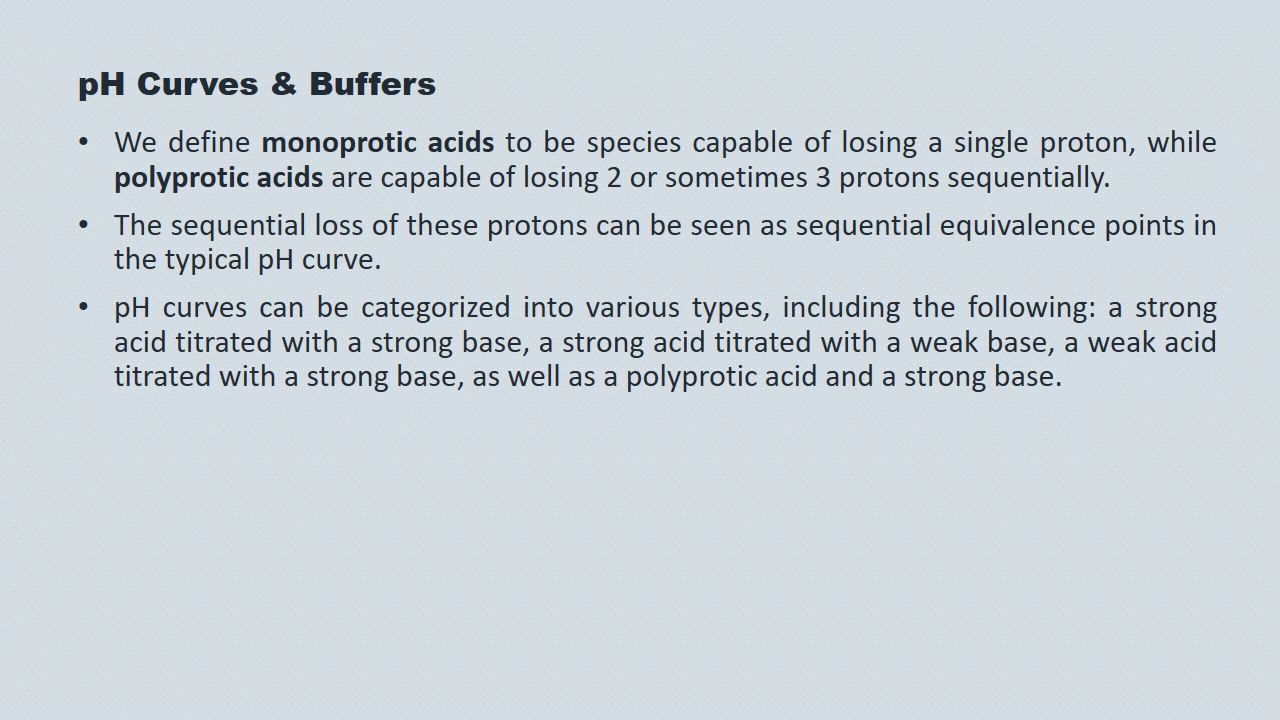 pH Curves & Buffers
• We define monoprotic acids to be species capable of losing a single proton, while
polyprotic acids are capable of losing 2 or sometimes 3 protons sequentially.
• The sequential loss of these protons can be seen as sequential equivalence points in
the typical pH curve.
• pH curves can be categorized into various types, including the following: a strong
acid titrated with a strong base, a strong acid titrated with a weak base, a weak acid
titrated with a strong base, as well as a polyprotic acid and a strong base.